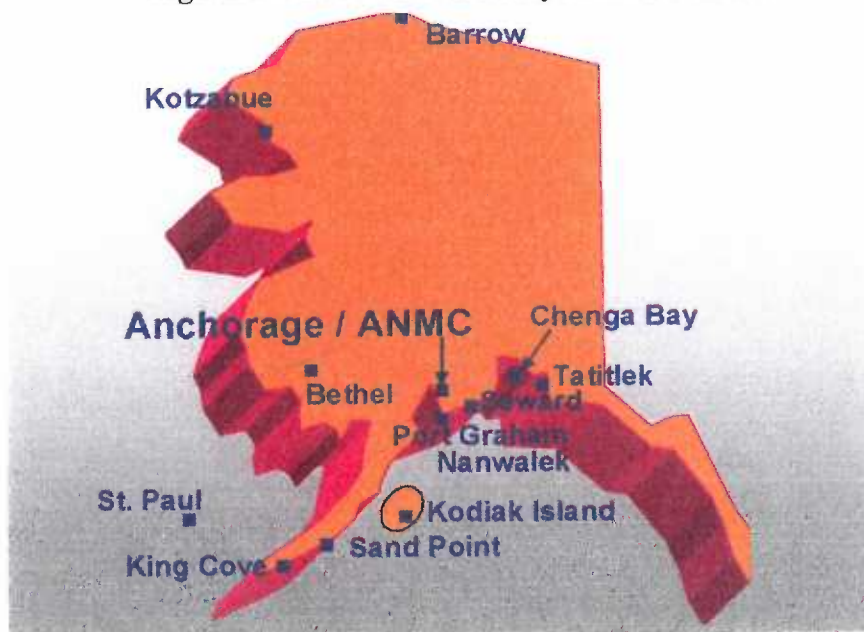 Barrow
Kotzabue
Anchorage / ANMC
Chenga Bay
Bethel
Tatitlek
Seward
Port Graham
Nanwalek
St. Paul
Kodiak Island
Sand Point
King Cove